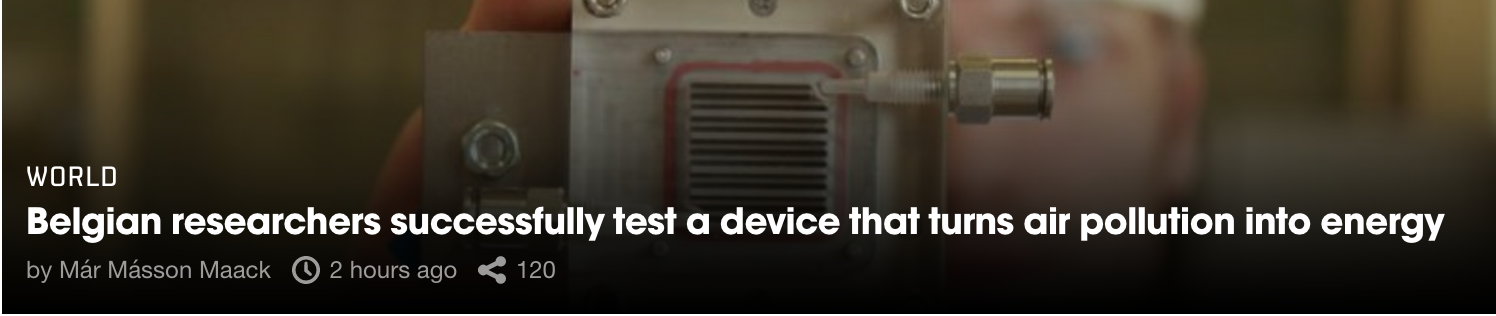 WORLD
Belgian researchers successfully test a device that turns air pollution into energy
by Már Másson Maack 2 hours ago 120